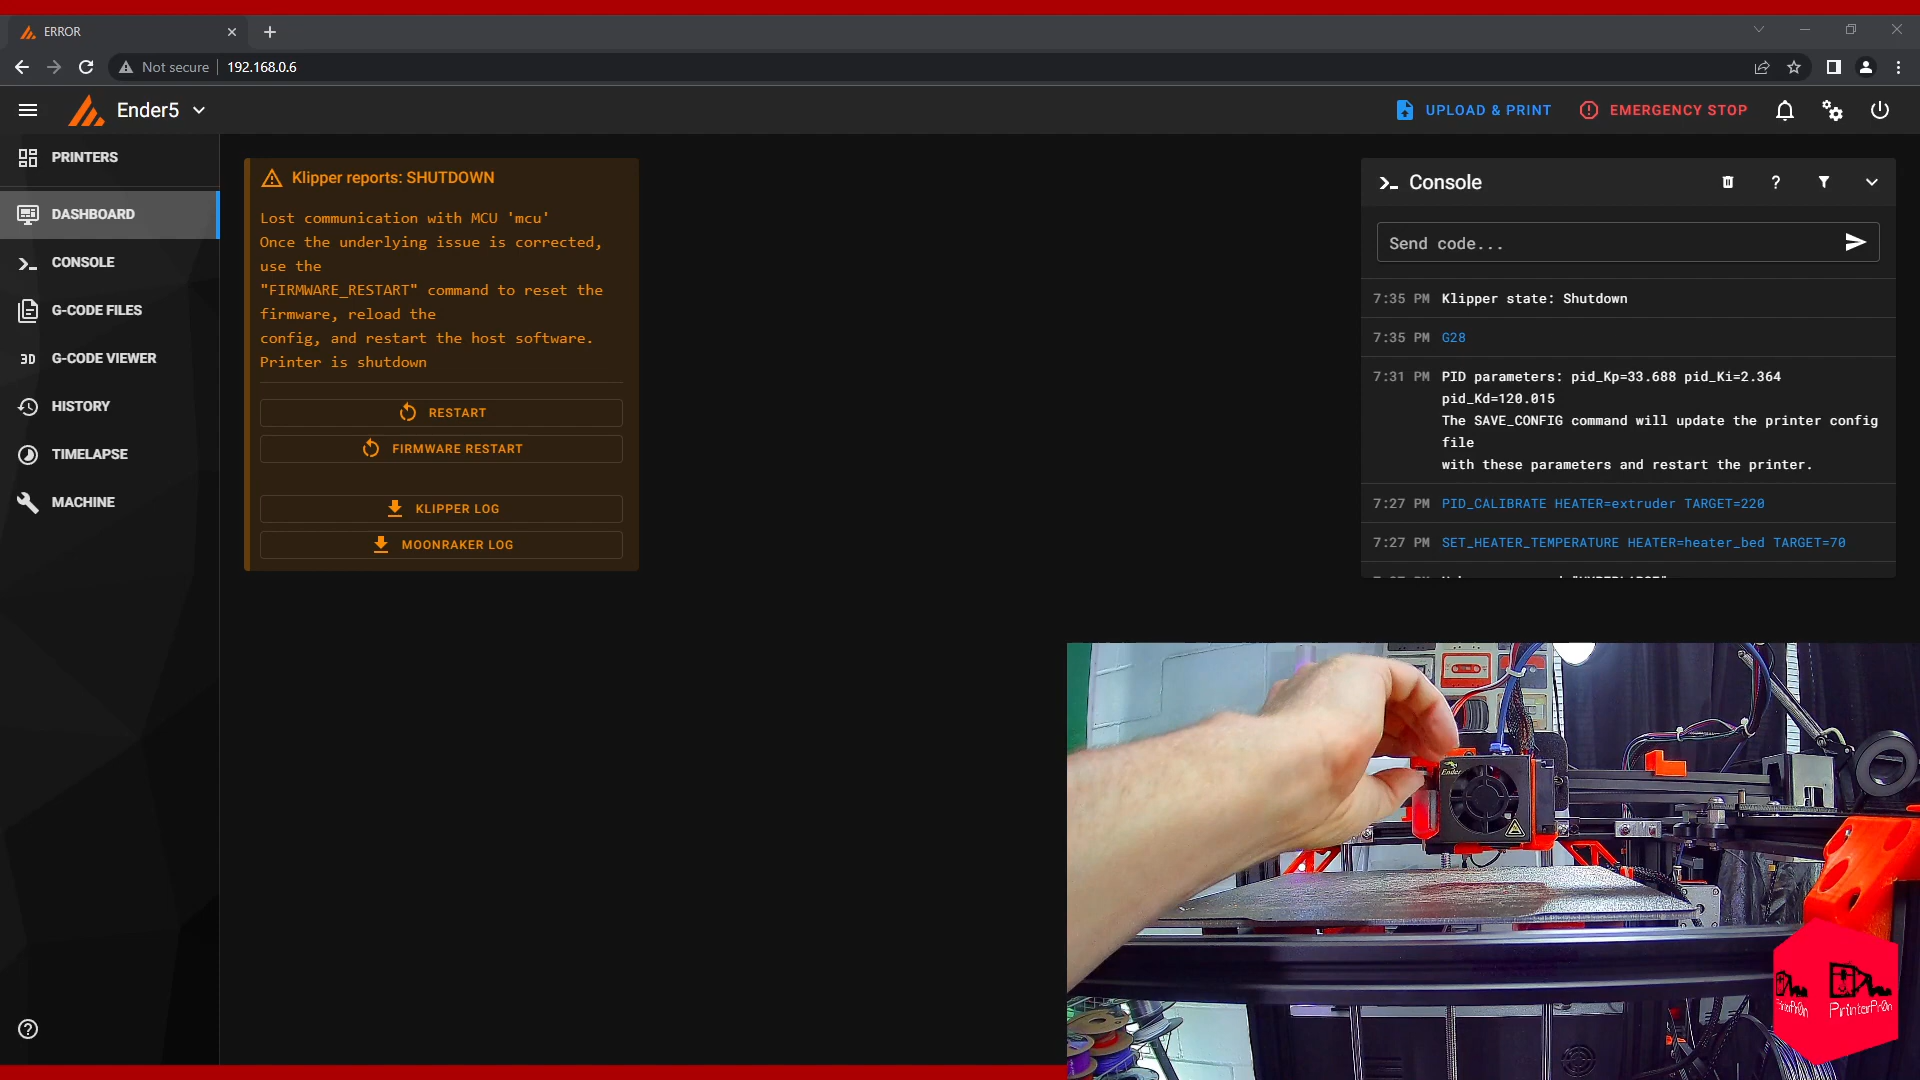 ERROR
Not secure
192.168.0.6
Ender5
UPLOAD & PRINT
EMERGENCY STOP
PRINTERS
DASHBOARD
CONSOLE
G-CODE FILES
3D
G-CODE VIEWER
HISTORY
TIMELAPSE
MACHINE
Klipper reports: SHUTDOWN
Lost communication with MCU 'mcu'
Once the underlying issue is corrected,
use the
"FIRMWARE_RESTART" command to reset the
firmware, reload the
config, and restart the host software.
Printer is shutdown
RESTART
FIRMWARE RESTART
KLIPPER LOG
MOONRAKER LOG
Console
Send code...
7:35 PM Klipper state: Shutdown
7:35 PM G28
7:31 PM PID parameters: pid_Kp=33.688 pid_Ki=2.364
pid_Kd=120.015
The SAVE_CONFIG command will update the printer config
file
with these parameters and restart the printer.
7:27 PM PID_CALIBRATE HEATER=extruder TARGET=220
7:27 PM SET_HEATER_TEMPERATURE HEATER=heater_bed TARGET=70
Ender
PrinterPr0n